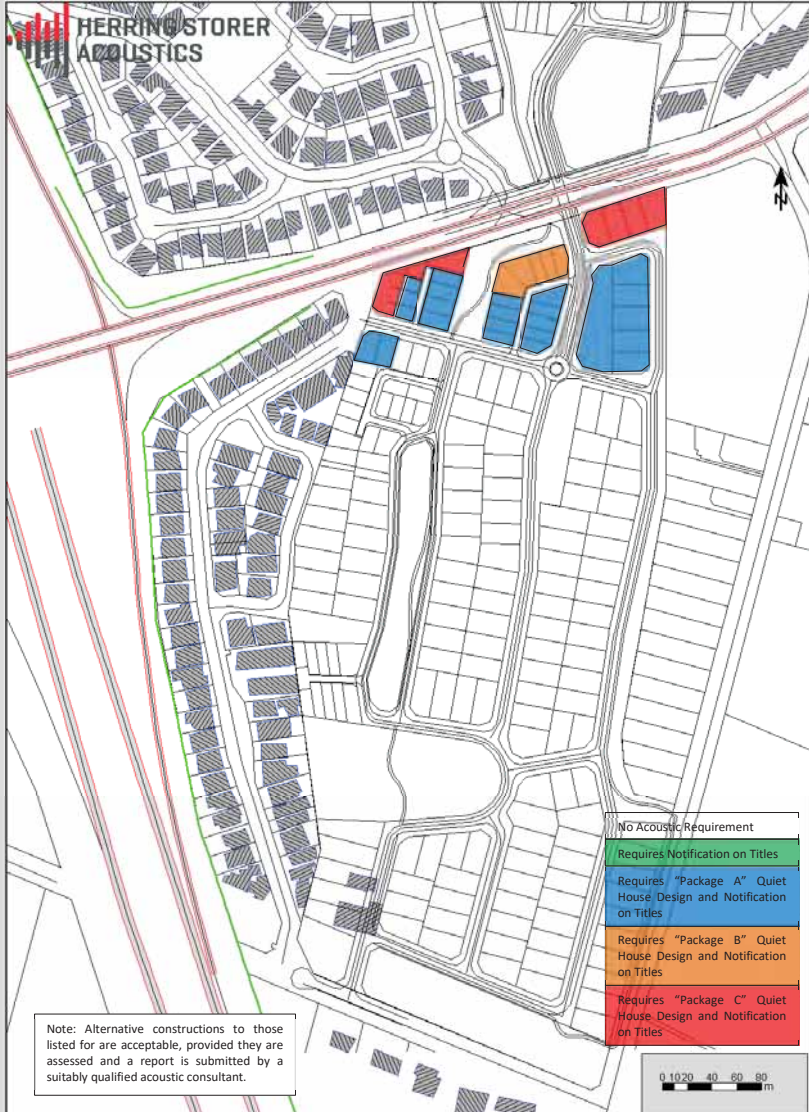 HERRING STORER
ACOUSTICS
N
No Acoustic Requirement
Requires Notification on Titles
Requires “Package A” Quiet
House Design and Notification
on Titles
Requires “Package B” Quiet
House Design and Notification
on Titles
Requires “Package C” Quiet
House Design and Notification
on Titles
Note: Alternative constructions to those
listed for are acceptable, provided they are
assessed and a report is submitted by a
suitably qualified acoustic consultant.
0 10 20 40 60 80
m